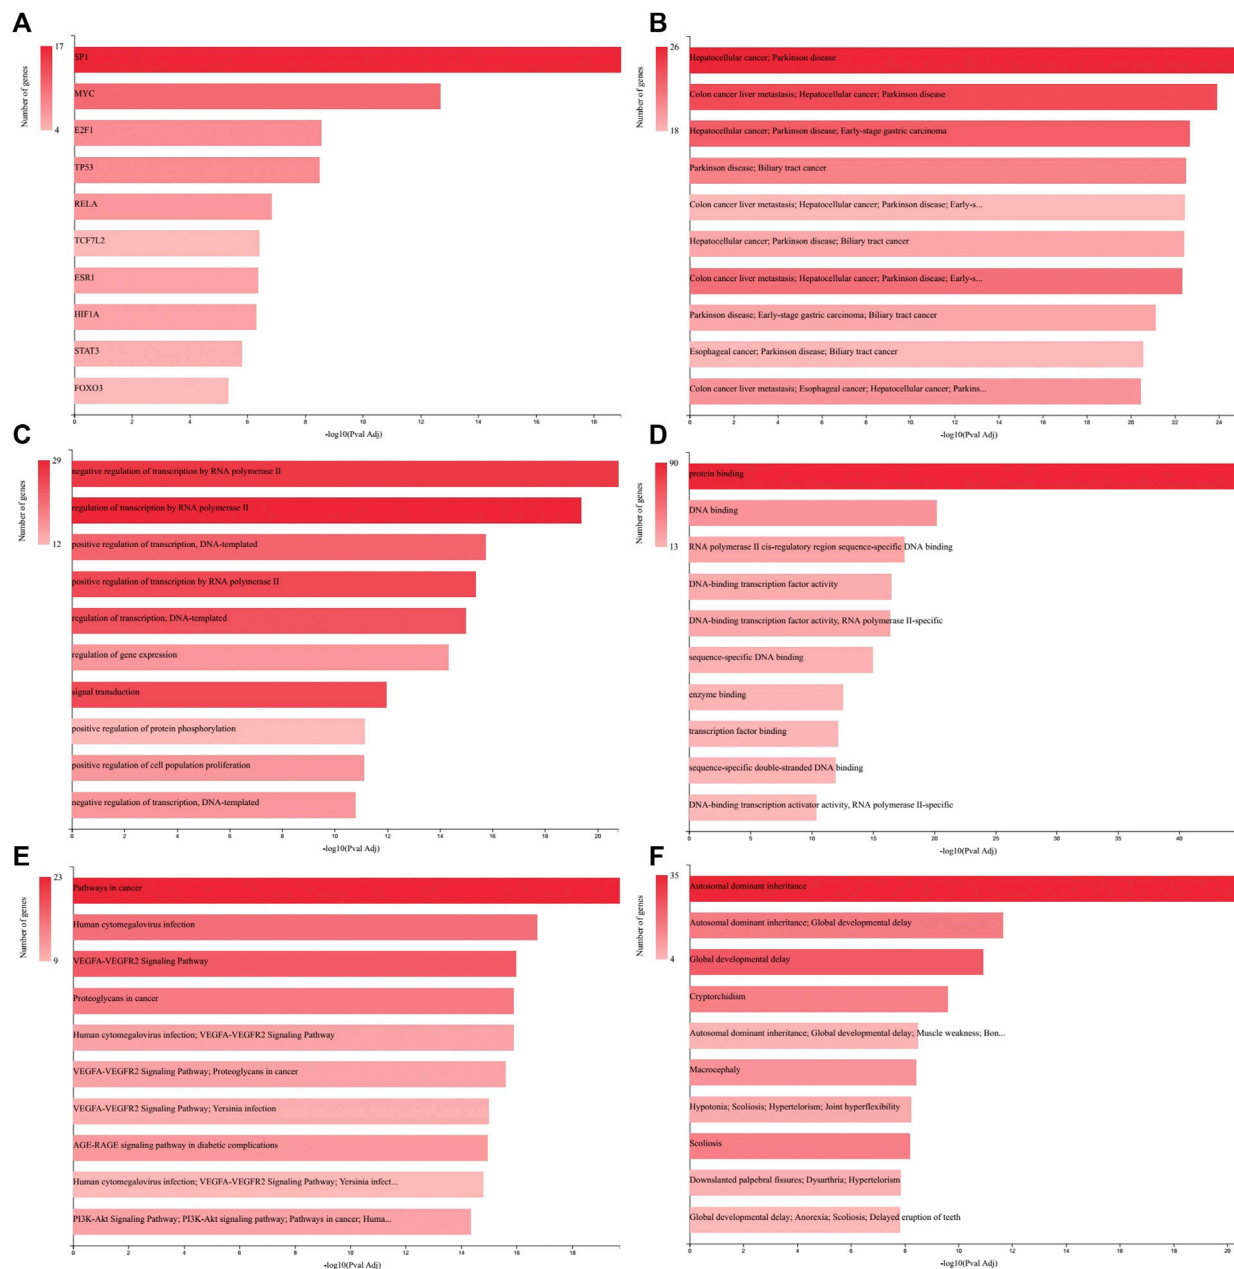 A
17
Number of genes
4
SP1
MYC
E2F1
TP53
RELA
TCF7L2
ESR1
HIF1A
STAT3
FOXO3
0 2 4 6 8 10 12 14 16 18
-log10(Pval Adj)
B
26
Number of genes
18
Hepatocellular cancer; Parkinson disease
Colon cancer liver metastasis; Hepatocellular cancer; Parkinson disease
Hepatocellular cancer; Parkinson disease; Early-stage gastric carcinoma
Parkinson disease; Biliary tract cancer
Colon cancer liver metastasis; Hepatocellular cancer; Parkinson disease; Early-s...
Hepatocellular cancer; Parkinson disease; Biliary tract cancer
Colon cancer liver metastasis; Hepatocellular cancer; Parkinson disease; Early-s...
Parkinson disease; Early-stage gastric carcinoma; Biliary tract cancer
Esophageal cancer; Parkinson disease; Biliary tract cancer
Colon cancer liver metastasis; Esophageal cancer; Hepatocellular cancer; Parkins...
0 2 4 6 8 10 12 14 16 18 20 22 24
-log10(Pval Adj)
C
29
Number of genes
12
negative regulation of transcription by RNA polymerase II
regulation of transcription by RNA polymerase II
positive regulation of transcription, DNA-templated
positive regulation of transcription by RNA polymerase II
regulation of transcription, DNA-templated
regulation of gene expression
signal transduction
positive regulation of protein phosphorylation
positive regulation of cell population proliferation
negative regulation of transcription, DNA-templated
0 2 4 6 8 10 12 14 16 18 20
-log10(Pval Adj)
D
90
Number of genes
13
protein binding
DNA binding
RNA polymerase II cis-regulatory region sequence-specific DNA binding
DNA-binding transcription factor activity
DNA-binding transcription factor activity, RNA polymerase II-specific
sequence-specific DNA binding
enzyme binding
transcription factor binding
sequence-specific double-stranded DNA binding
DNA-binding transcription activator activity, RNA polymerase II-specific
0 5 10 15 20 25 30 35 40
-log10(Pval Adj)
E
23
Number of genes
9
Pathways in cancer
Human cytomegalovirus infection
VEGFA-VEGFR2 Signaling Pathway
Proteoglycans in cancer
Human cytomegalovirus infection; VEGFA-VEGFR2 Signaling Pathway
VEGFA-VEGFR2 Signaling Pathway; Proteoglycans in cancer
VEGFA-VEGFR2 Signaling Pathway; Yersinia infection
AGE-RAGE signaling pathway in diabetic complications
Human cytomegalovirus infection; VEGFA-VEGFR2 Signaling Pathway; Yersinia infect...
PI3K-Akt Signaling Pathway; PI3K-Akt signaling pathway; Pathways in cancer; Huma...
0 2 4 6 8 10 12 14 16 18
-log10(Pval Adj)
F
35
Number of genes
4
Autosomal dominant inheritance
Autosomal dominant inheritance; Global developmental delay
Global developmental delay
Cryptorchidism
Autosomal dominant inheritance; Global developmental delay; Muscle weakness; Bon...
Macrocephaly
Hypotonia; Scoliosis; Hypertelorism; Joint hyperflexibility
Scoliosis
Downslanted palpebral fissures; Dysarthria; Hypertelorism
Global developmental delay; Anorexia; Scoliosis; Delayed eruption of teeth
0 2 4 6 8 10 12 14 16 18 20
-log10(Pval Adj)